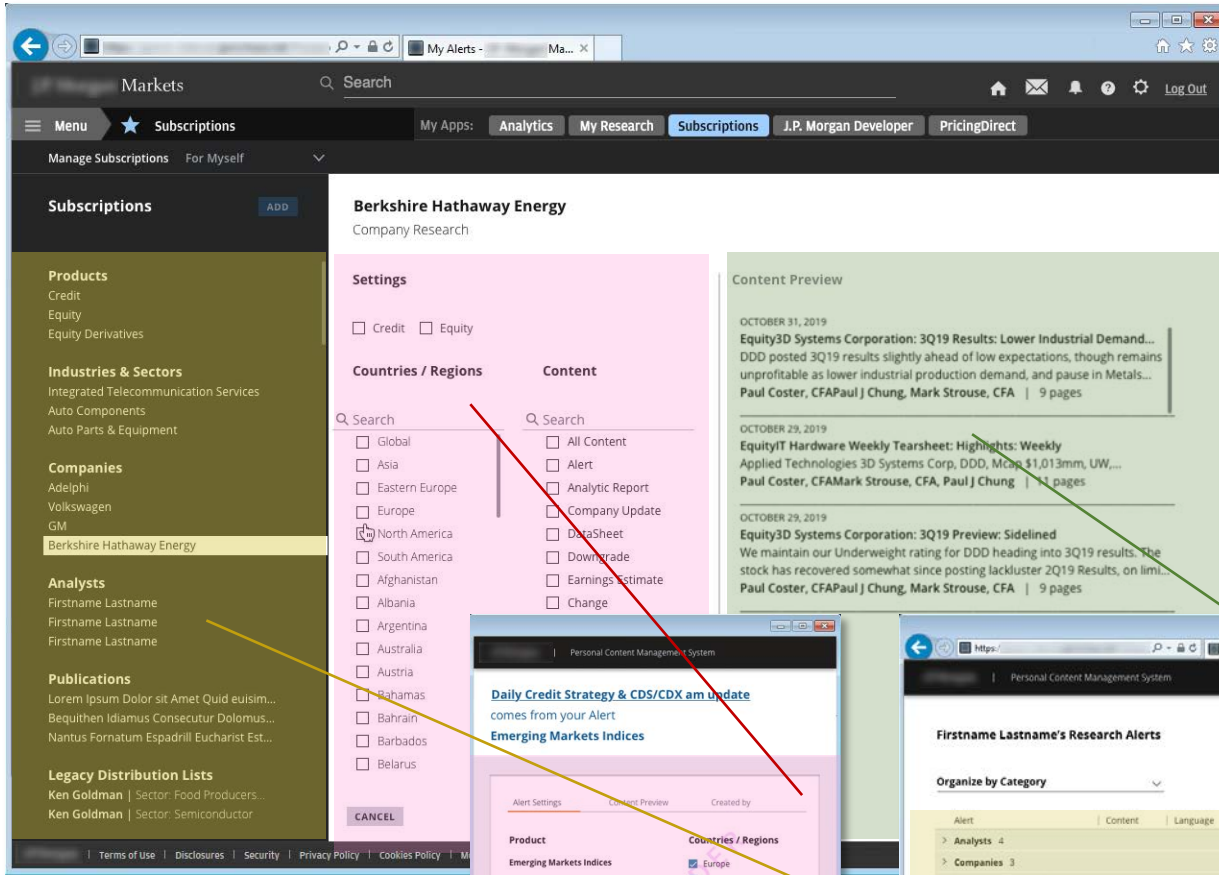 My Alerts -
Ma...
Markets
Search
Log Out
Menu
Subscriptions
My Apps:
Analytics
My Research
Subscriptions
J.P. Morgan Developer
PricingDirect
Manage Subscriptions For Myself
Subscriptions
ADD
Berkshire Hathaway Energy
Company Research
Products
Credit
Equity
Equity Derivatives
Industries & Sectors
Integrated Telecommunication Services
Auto Components
Auto Parts & Equipment
Companies
Adelphi
Volkswagen
GM
Berkshire Hathaway Energy
Analysts
Firstname Lastname
Firstname Lastname
Firstname Lastname
Publications
Lorem Ipsum Dolor sit Amet Quid euisim...
Bequithen Idiamus Consecutur Dolomus...
Nantus Fornatum Espadrill Eucharist Est...
Legacy Distribution Lists
Ken Goldman | Sector: Food Producers...
Ken Goldman | Sector: Semiconductor
Settings
Credit
Equity
Countries / Regions
Search
Global
Asia
Eastern Europe
Europe
North America
South America
Afghanistan
Albania
Argentina
Australia
Austria
Bahamas
Bahrain
Barbados
Belarus
CANCEL
Content
Search
All Content
Alert
Analytic Report
Company Update
DataSheet
Downgrade
Earnings Estimate
Change
Content Preview
OCTOBER 31, 2019
Equity3D Systems Corporation: 3Q19 Results: Lower Industrial Demand...
DDD posted 3Q19 results slightly ahead of low expectations, though remains
unprofitable as lower industrial production demand, and pause in Metals...
Paul Coster, CFAPaul J Chung, Mark Strouse, CFA | 9 pages
OCTOBER 29, 2019
EquityIT Hardware Weekly Tearsheet: Highlights: Weekly
Applied Technologies 3D Systems Corp, DDD, Mcap $1,013mm, UW,...
Paul Coster, CFAMark Strouse, CFA, Paul J Chung | 11 pages
OCTOBER 29, 2019
Equity3D Systems Corporation: 3Q19 Preview: Sidelined
We maintain our Underweight rating for DDD heading into 3Q19 results. The
stock has recovered somewhat since posting lackluster 2Q19 Results, on limi...
Paul Coster, CFAPaul J Chung, Mark Strouse, CFA | 9 pages
| Terms of Use | Disclosures | Security | Privacy Policy | Cookies Policy |
| Personal Content Management System
Daily Credit Strategy & CDS/CDX am update
comes from your Alert
Emerging Markets Indices
Alert Settings
Content Preview
Created by
Product
Countries / Regions
Emerging Markets Indices
Europe
https:/
| Personal Content Management System
Firstname Lastname's Research Alerts
Organize by Category
Alert | Content | Language
> Analysts 4
> Companies 3